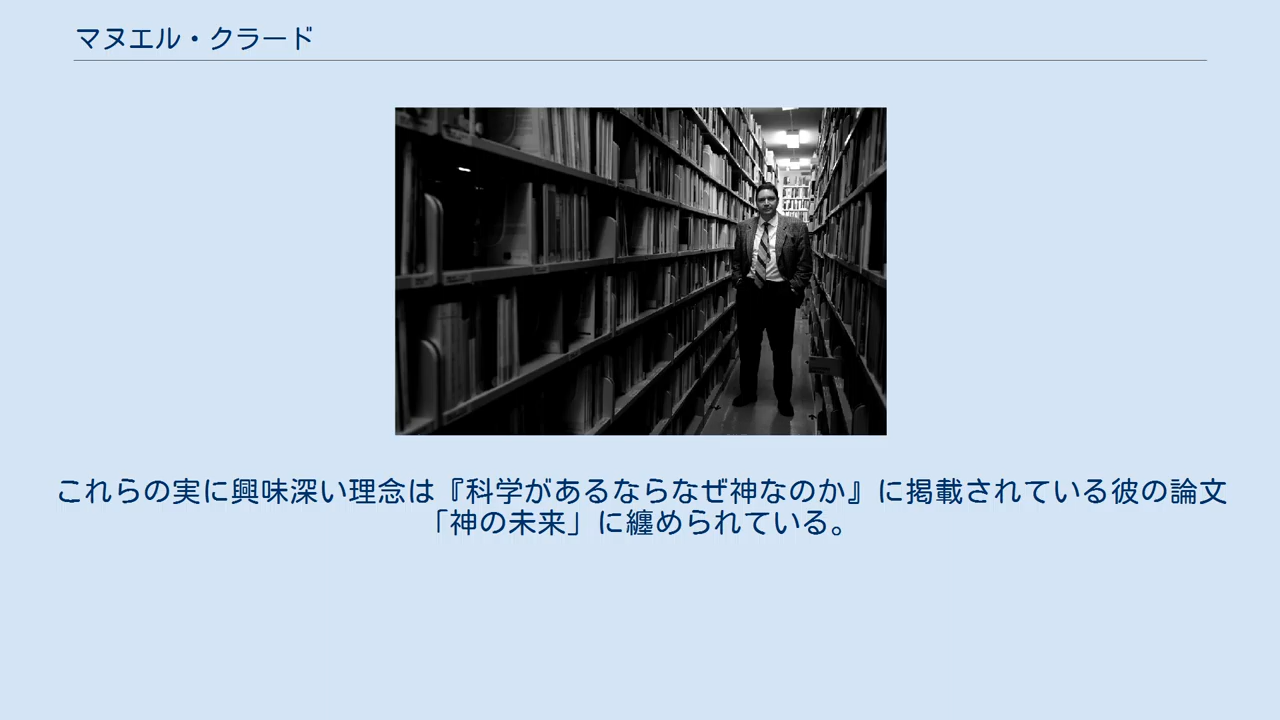 マヌエル・クラード
これらの実に興味深い理念は『科学があるならなぜ神なのか』に掲載されている彼の論文
「神の未来」に纏められている。